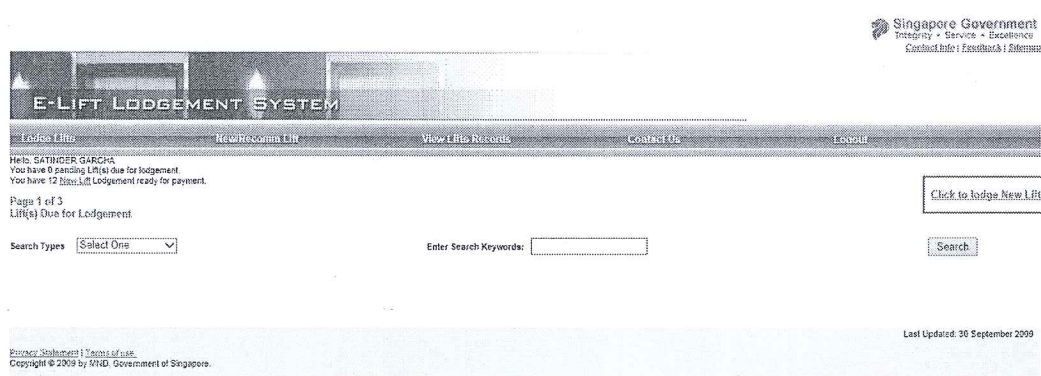 Singapore Government
Integrity • Service • Excellence
Contact Info | Feedback | Sitemap
E-LIFT LODGEMENT SYSTEM
Lodge Lifts New/Recomm Lift View Lifts Records Contact Us Logout
Hello, SATINDER GARCHA
You have 0 pending Lift(s) due for lodgement.
You have 12 New Lift Lodgement ready for payment.
Click to lodge New Lift
Page 1 of 3
Lift(s) Due for Lodgement
Search Types Select One Enter Search Keywords: Search
Last Updated: 30 September 2009
Privacy Statement | Terms of use
Copyright © 2009 by MND, Government of Singapore.